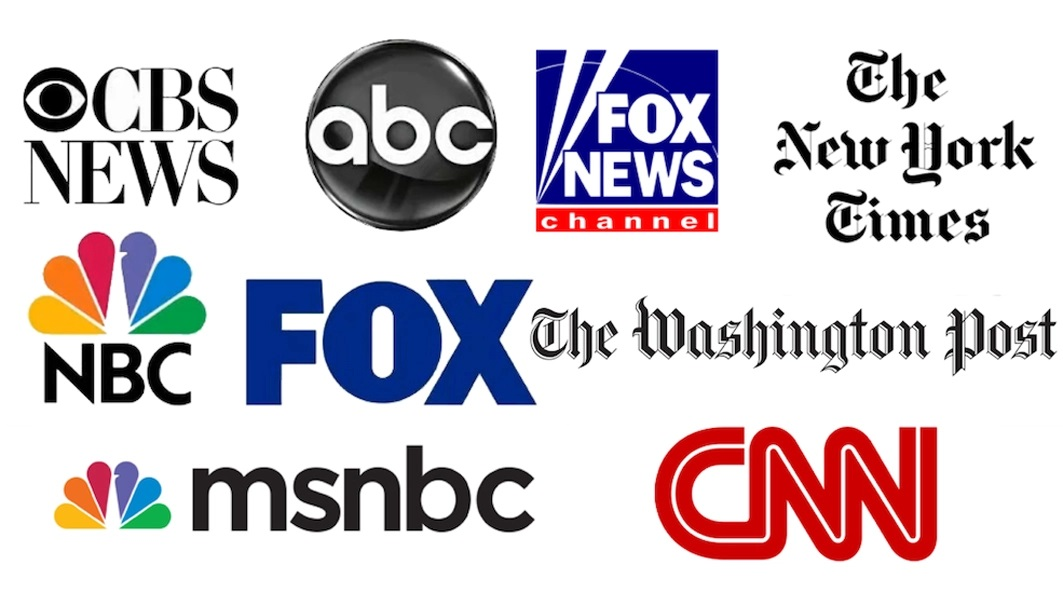 CBS
NEWS
abc
FOX
NEWS
channel
The
New York
Times
NBC
FOX
The Washington Post
msnbc
CNN